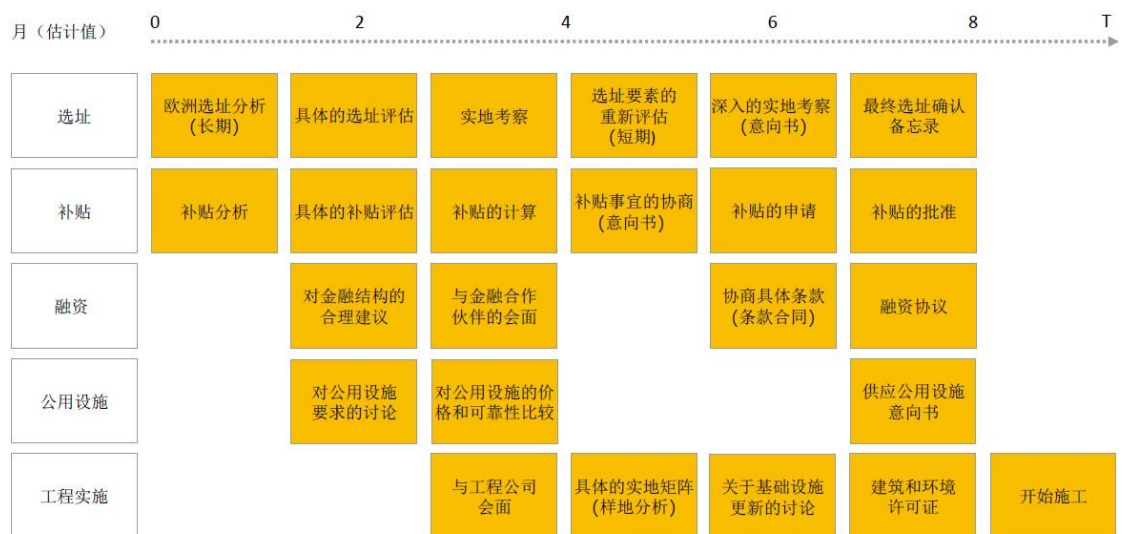 月（估计值） 0 2 4 6 8 T
选址
欧洲选址分析
(长期)
具体的选址评估
实地考察
选址要素的
重新评估
(短期)
深入的实地考察
(意向书)
最终选址确认
备忘录
补贴
补贴分析
具体的补贴评估
补贴的计算
补贴事宜的协商
(意向书)
补贴的申请
补贴的批准
融资
对金融结构的
合理建议
与金融合作
伙伴的会面
协商具体条款
(条款合同)
融资协议
公用设施
对公用设施
要求的讨论
对公用设施的价
格和可靠性比较
供应公用设施
意向书
工程实施
与工程公司
会面
具体的实地矩阵
(样地分析)
关于基础设施
更新的讨论
建筑和环境
许可证
开始施工